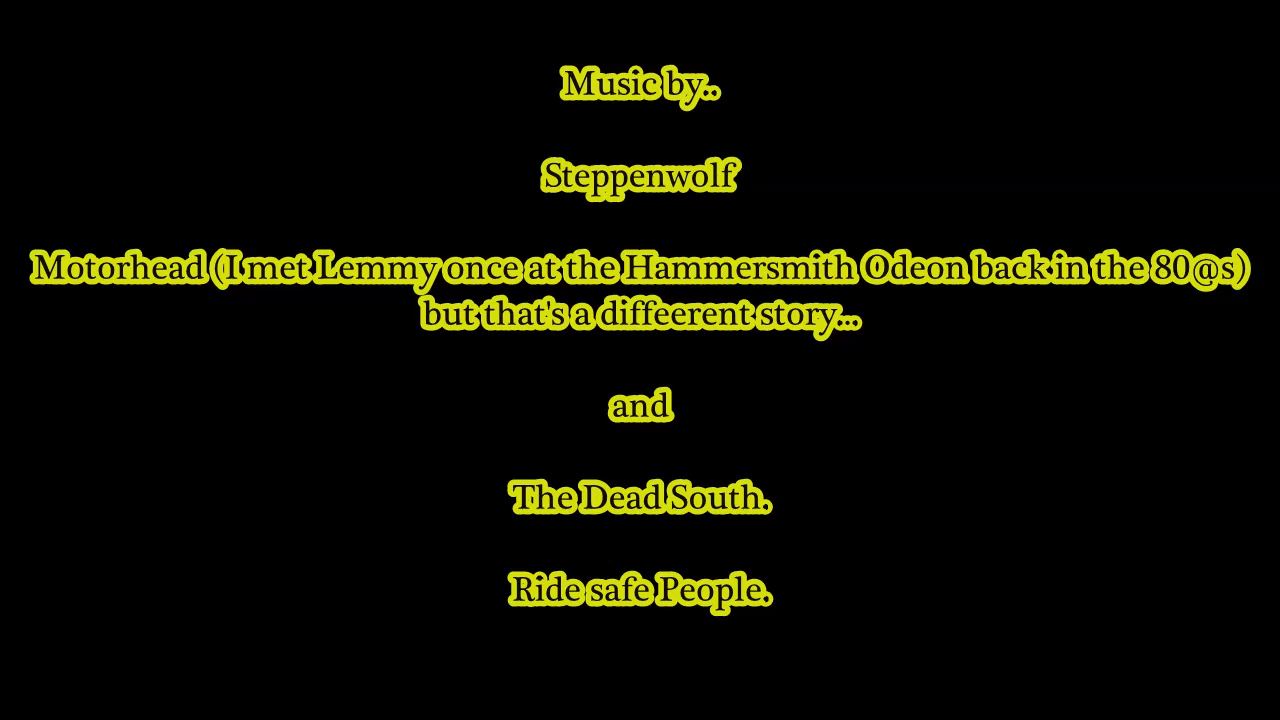 Music by..
Steppenwolf
Motorhead (I met Lemmy once at the Hammersmith Odeon back in the 80@s)
but that's a diffeerent story...
and
The Dead South.
Ride safe People.